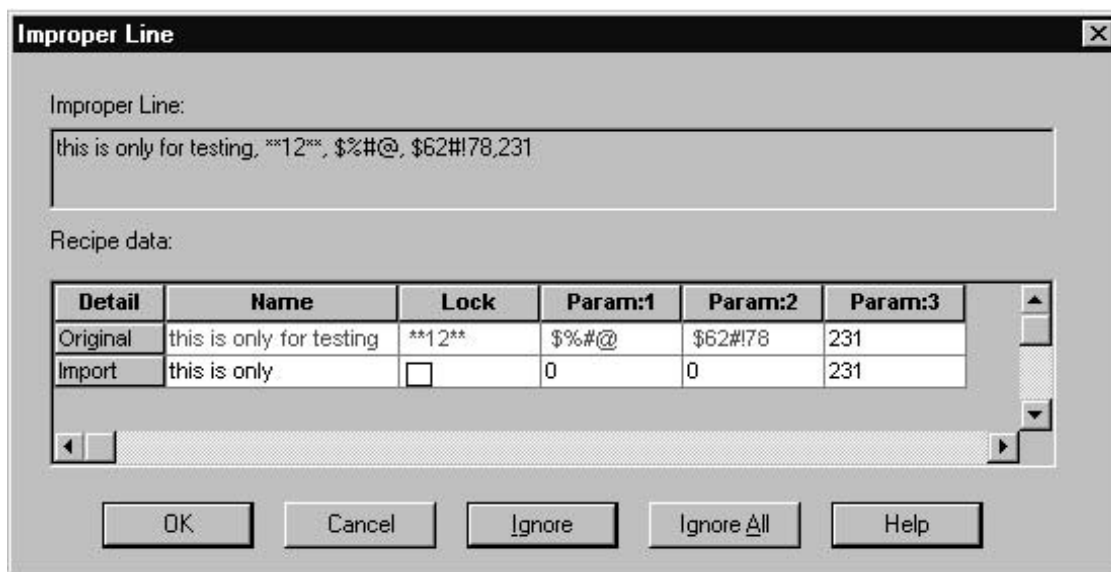 Improper Line
Improper Line:
this is only for testing, **12**, $%#@, $62#!78,231
Recipe data:
Detail Name Lock Param:1 Param:2 Param:3
Original this is only for testing **12** $%#@ $62#!78 231
Import this is only 0 0 231
OK Cancel Ignore Ignore All Help